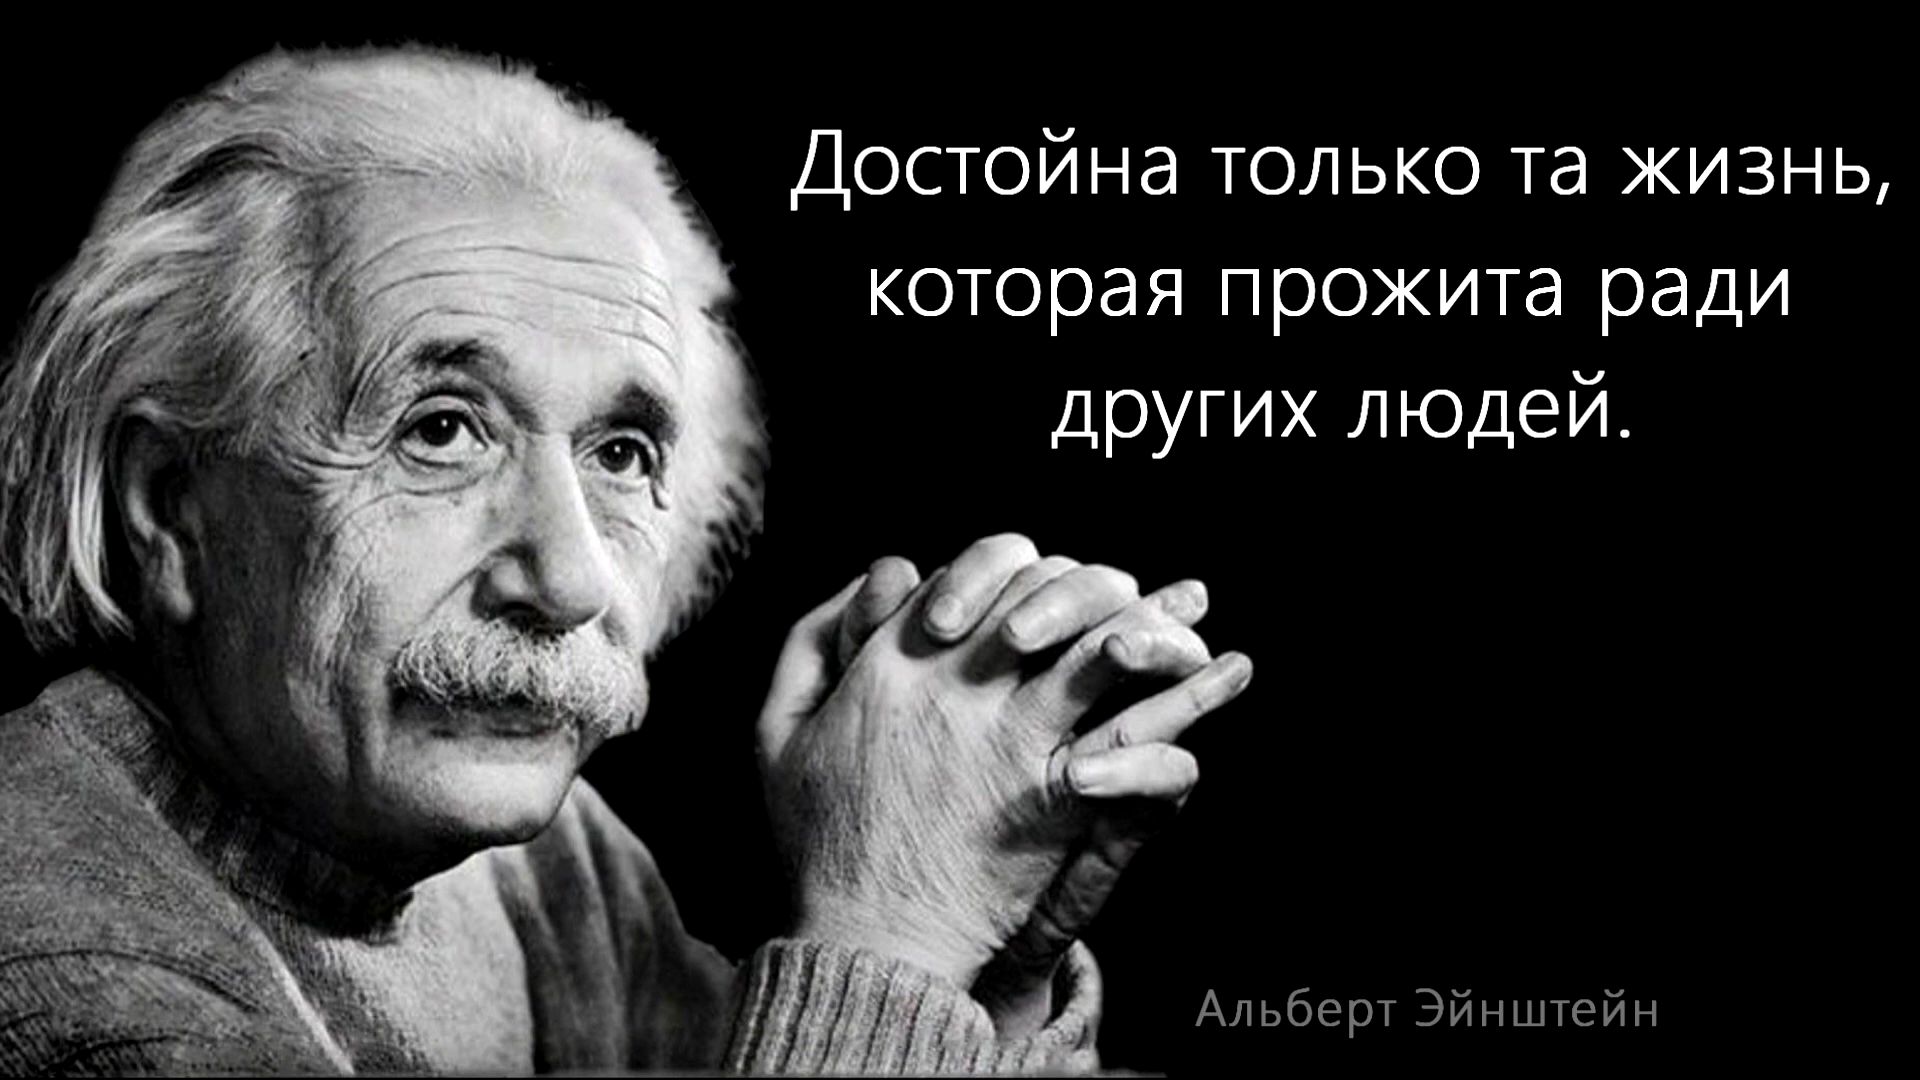 Достойна только та жизнь,
которая прожита ради
других людей.
Альберт Эйнштейн